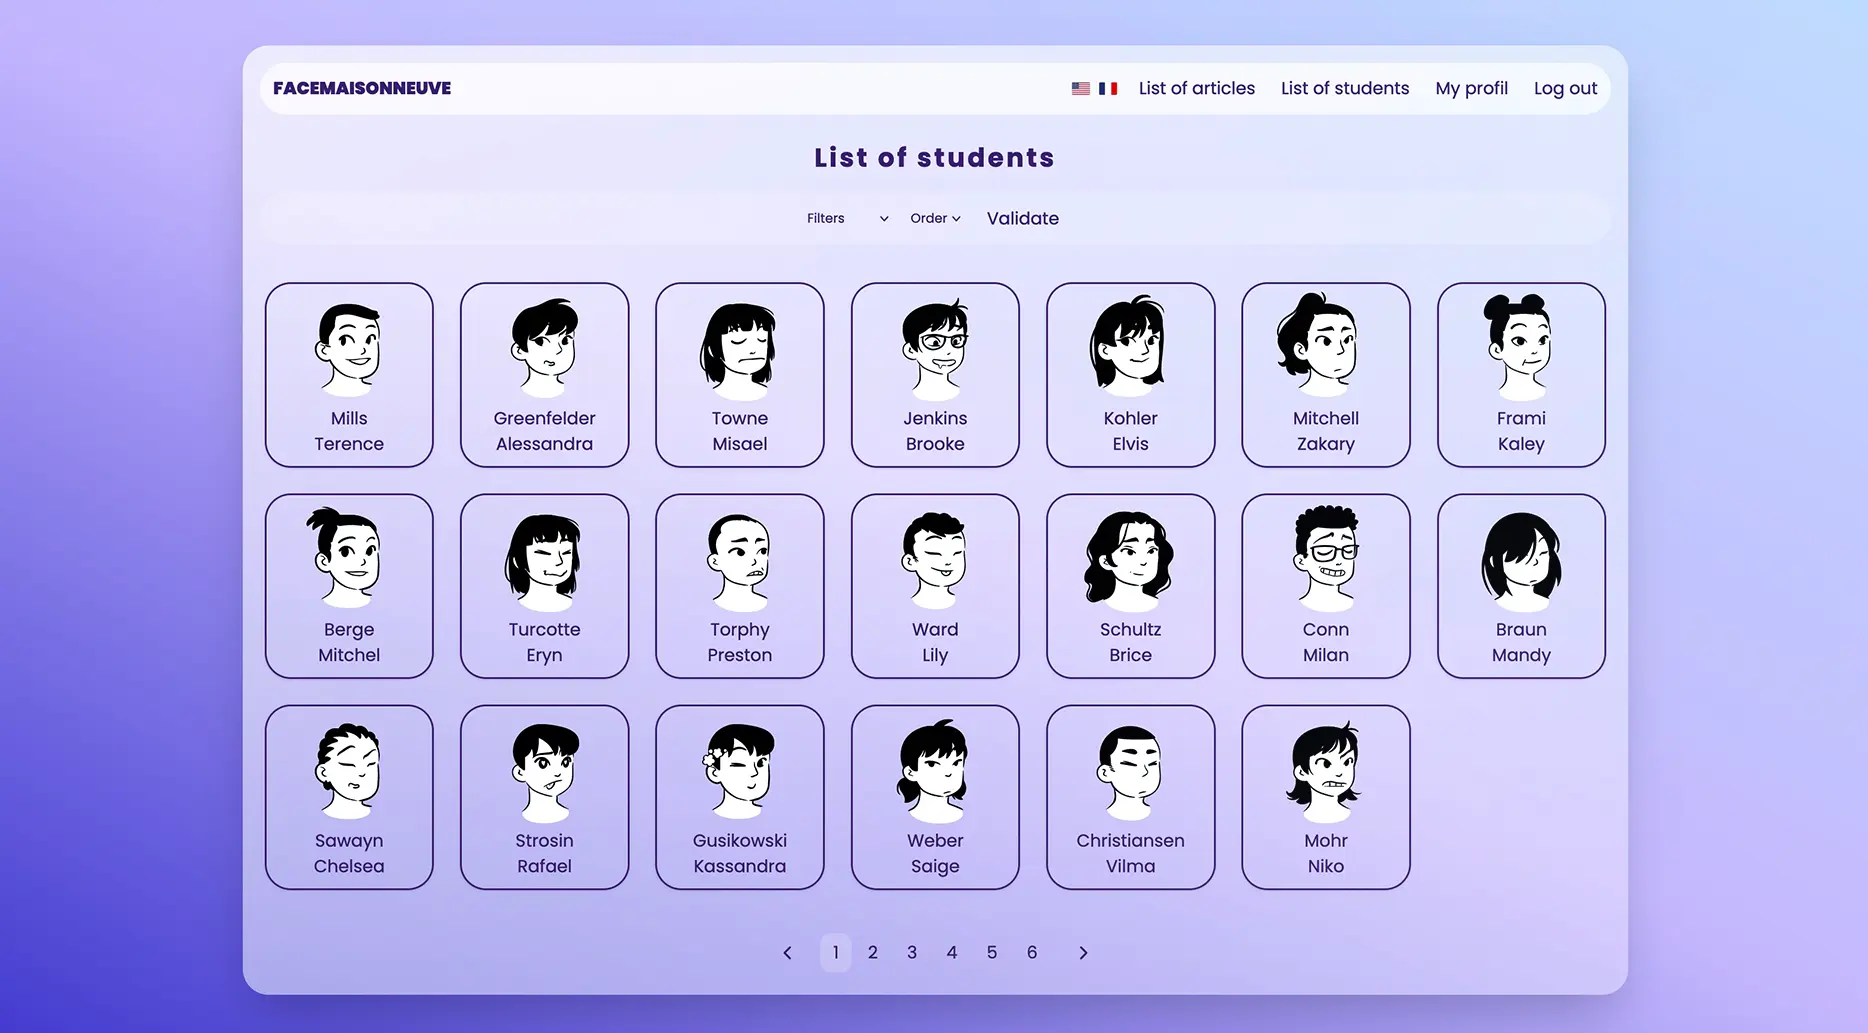 FACEMAISONNEUVE
List of articles
List of students
My profil
Log out
List of students
Filters
Order
Validate
Mills
Terence
Greenfelder
Alessandra
Towne
Misael
Jenkins
Brooke
Kohler
Elvis
Mitchell
Zakary
Frami
Kaley
Berge
Mitchel
Turcotte
Eryn
Torphy
Preston
Ward
Lily
Schultz
Brice
Conn
Milan
Braun
Mandy
Sawayn
Chelsea
Strosin
Rafael
Gusikowski
Kassandra
Weber
Saige
Christiansen
Vilma
Mohr
Niko
1 2 3 4 5 6